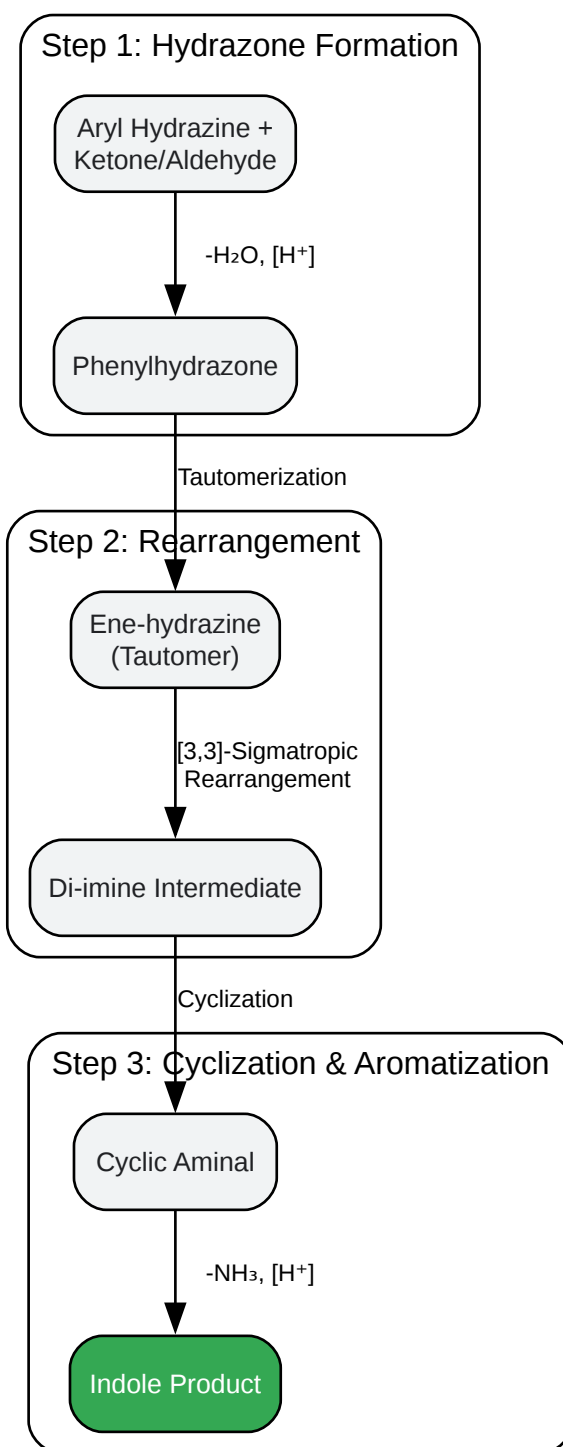 Step 1: Hydrazone Formation
Aryl Hydrazine +
Ketone/Aldehyde
-H₂O, [H⁺]
Phenylhydrazone
Tautomerization
Step 2: Rearrangement
Ene-hydrazine
(Tautomer)
[3,3]-Sigmatropic
Rearrangement
Di-imine Intermediate
Cyclization
Step 3: Cyclization & Aromatization
Cyclic Aminal
-NH₃, [H⁺]
Indole Product